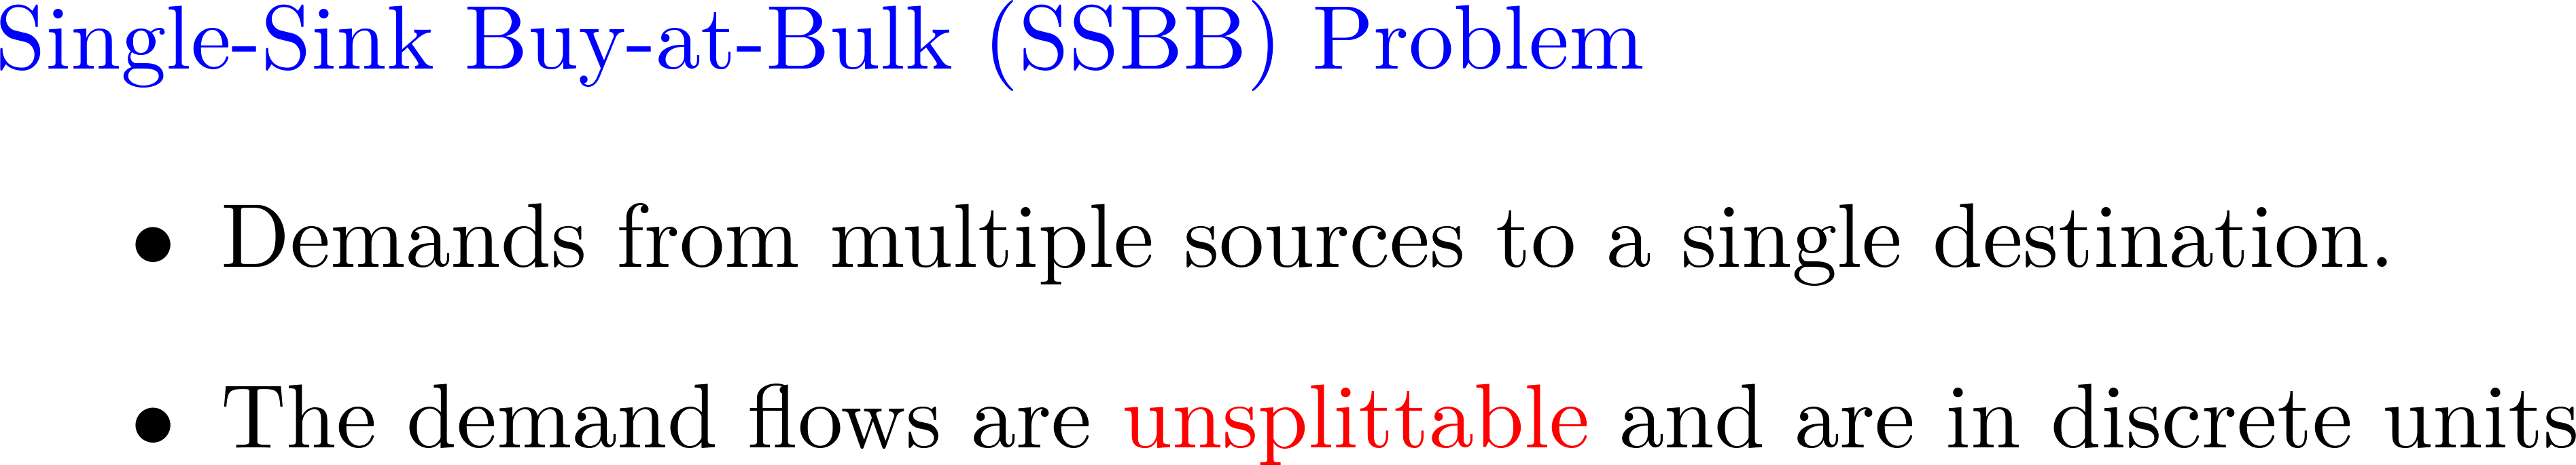 Single-Sink Buy-at-Bulk (SSBB) Problem
• Demands from multiple sources to a single destination.
• The demand flows are unsplittable and are in discrete units